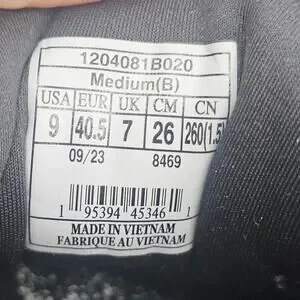 1204081B020
Medium(B)
USA EUR UK CM CN
9 40.5 7 26 260(1.5)
09/23 8469
1 95394 45346 1
MADE IN VIETNAM
FABRIQUE AU VIETNAM